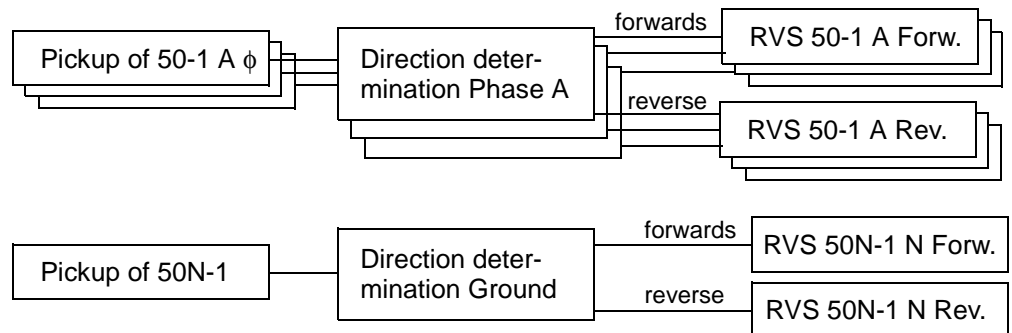 forwards
Pickup of 50-1 A ϕ
Direction deter-
mination Phase A
RVS 50-1 A Forw.
reverse
RVS 50-1 A Rev.
forwards
Pickup of 50N-1
Direction deter-
mination Ground
RVS 50N-1 N Forw.
reverse
RVS 50N-1 N Rev.